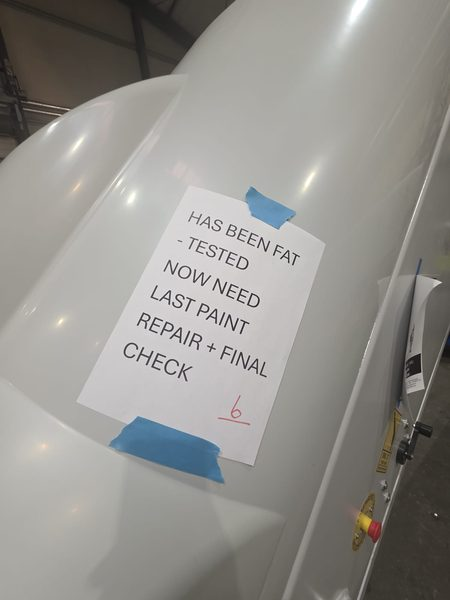 HAS BEEN FAT
- TESTED
NOW NEED
LAST PAINT
REPAIR + FINAL
CHECK
6